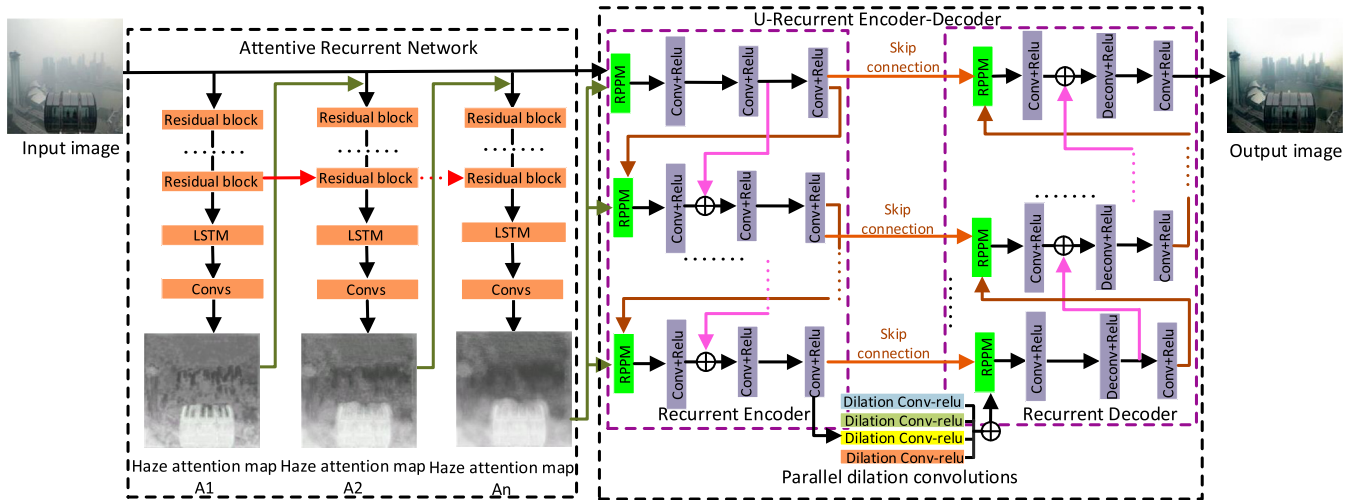 U-Recurrent Encoder-Decoder
Attentive Recurrent Network
Input image
Residual block
Residual block
LSTM
Convs
Haze attention map
A1
Residual block
Residual block
LSTM
Convs
Haze attention map
A2
Residual block
Residual block
LSTM
Convs
Haze attention map
An
RPPM
Conv+Relu
Conv+Relu
Conv+Relu
Skip
connection
RPPM
Conv+Relu
Deconv+Relu
Conv+Relu
Output image
RPPM
Conv+Relu
Conv+Relu
Conv+Relu
Skip
connection
RPPM
Conv+Relu
Deconv+Relu
Conv+Relu
RPPM
Conv+Relu
Conv+Relu
Conv+Relu
Skip
connection
RPPM
Conv+Relu
Deconv+Relu
Conv+Relu
Recurrent Encoder
Recurrent Decoder
Dilation Conv-relu
Dilation Conv-relu
Dilation Conv-relu
Dilation Conv-relu
Parallel dilation convolutions